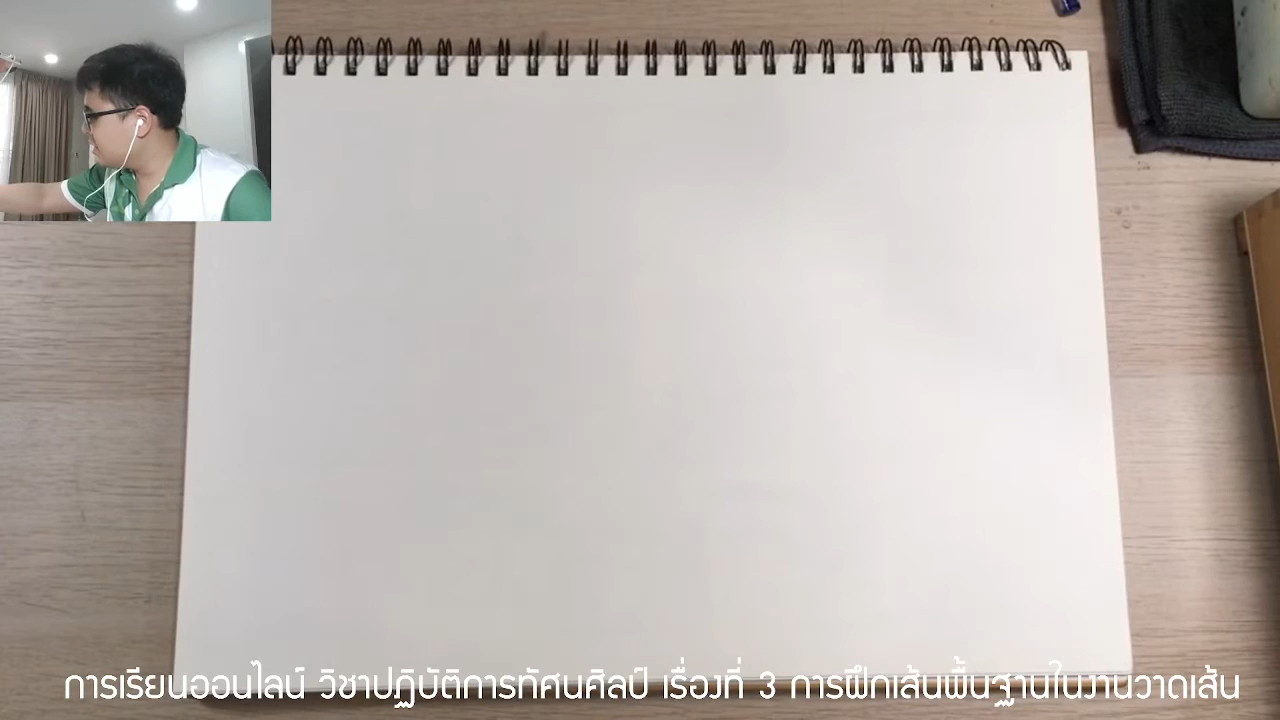 การเรียนออนไลน์ วิชาปฏิบัติการทัศนศิลป์ เรื่องที่ 3 การฝึกเส้นพื้นฐานในงานวาดเส้น